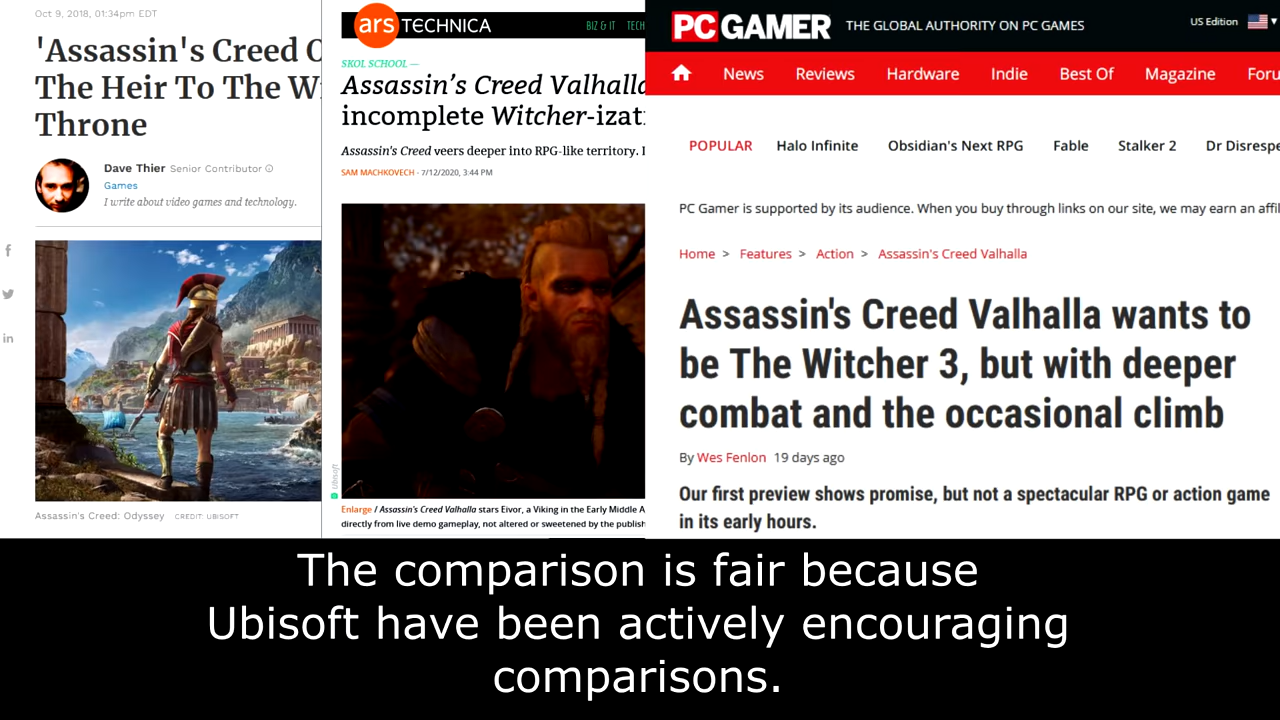 Oct 9, 2018, 01:34pm EDT
'Assassin's Creed O
The Heir To The Wi
Throne
Dave Thier Senior Contributor
Games
I write about video games and technology.
Assassin's Creed: Odyssey CREDIT: UBISOFT
ars TECHNICA
BIZ & IT TECH
SKOL SCHOOL —
Assassin's Creed Valhalla
incomplete Witcher-izati
Assassin's Creed veers deeper into RPG-like territory. I
SAM MACHKOVECH - 7/12/2020, 3:44 PM
Ubisoft
Enlarge / Assassin's Creed Valhalla stars Eivor, a Viking in the Early Middle A
directly from live demo gameplay, not altered or sweetened by the publish
PC GAMER THE GLOBAL AUTHORITY ON PC GAMES US Edition
News Reviews Hardware Indie Best Of Magazine Foru
POPULAR Halo Infinite Obsidian's Next RPG Fable Stalker 2 Dr Disrespe
PC Gamer is supported by its audience. When you buy through links on our site, we may earn an affil
Home > Features > Action > Assassin's Creed Valhalla
Assassin's Creed Valhalla wants to
be The Witcher 3, but with deeper
combat and the occasional climb
By Wes Fenlon 19 days ago
Our first preview shows promise, but not a spectacular RPG or action game
in its early hours.
The comparison is fair because
Ubisoft have been actively encouraging
comparisons.